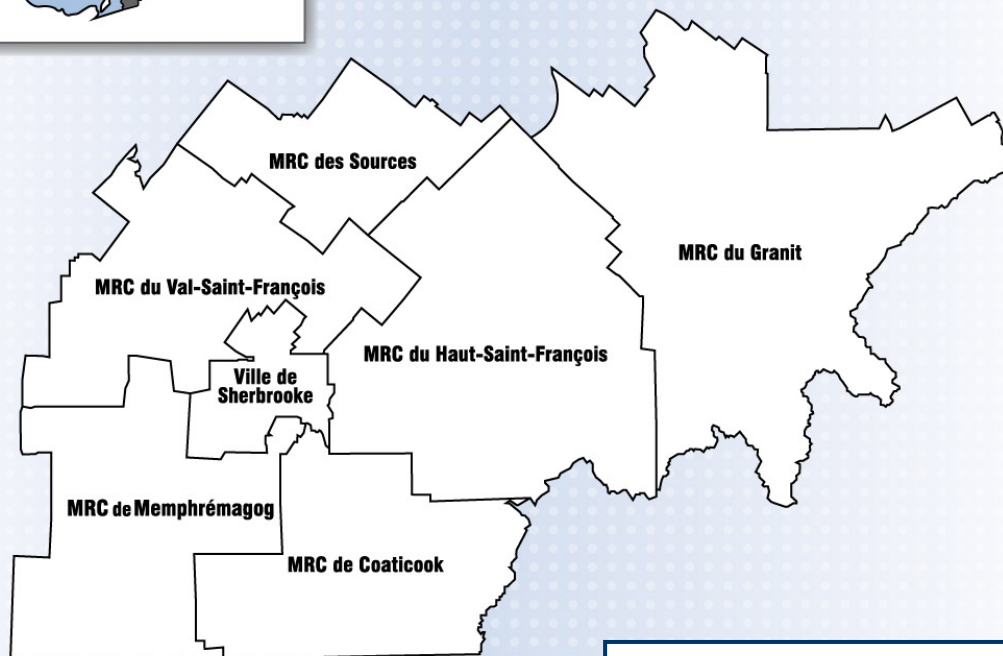 MRC des Sources
MRC du Granit
MRC du Val-Saint-François
MRC du Haut-Saint-François
Ville de
Sherbrooke
MRC de Memphrémagog
MRC de Coaticook